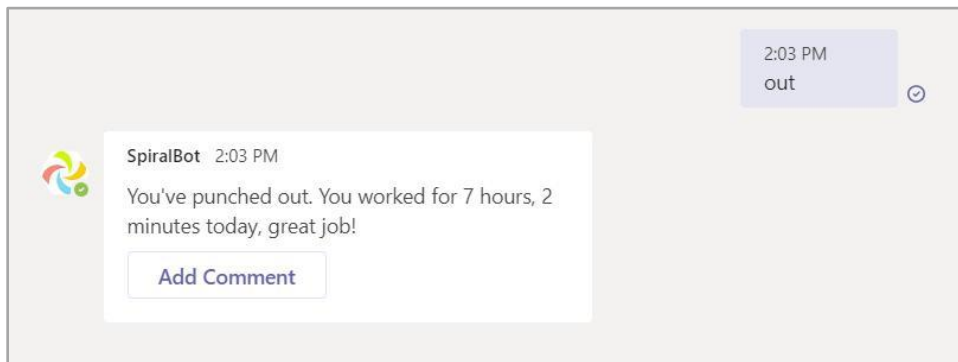 2:03 PM
out
SpiralBot 2:03 PM
You've punched out. You worked for 7 hours, 2
minutes today, great job!
Add Comment